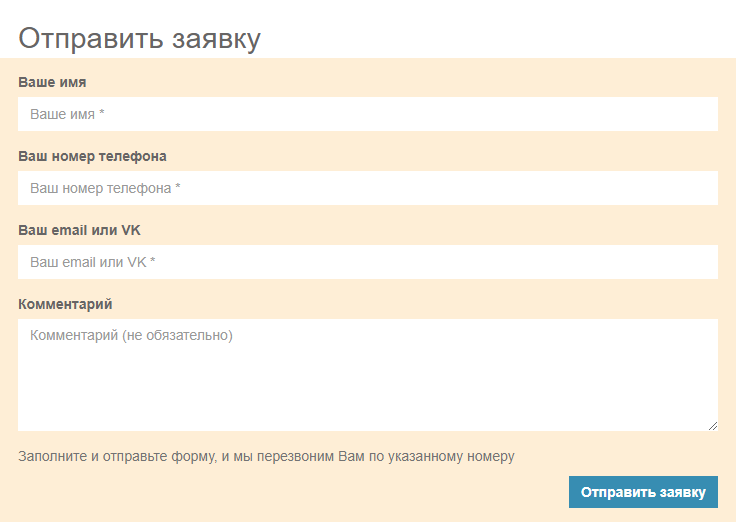 Отправить заявку
Ваше имя
Ваше имя *
Ваш номер телефона
Ваш номер телефона *
Ваш email или VK
Ваш email или VK *
Комментарий
Комментарий (не обязательно)
Заполните и отправьте форму, и мы перезвоним Вам по указанному номеру
Отправить заявку